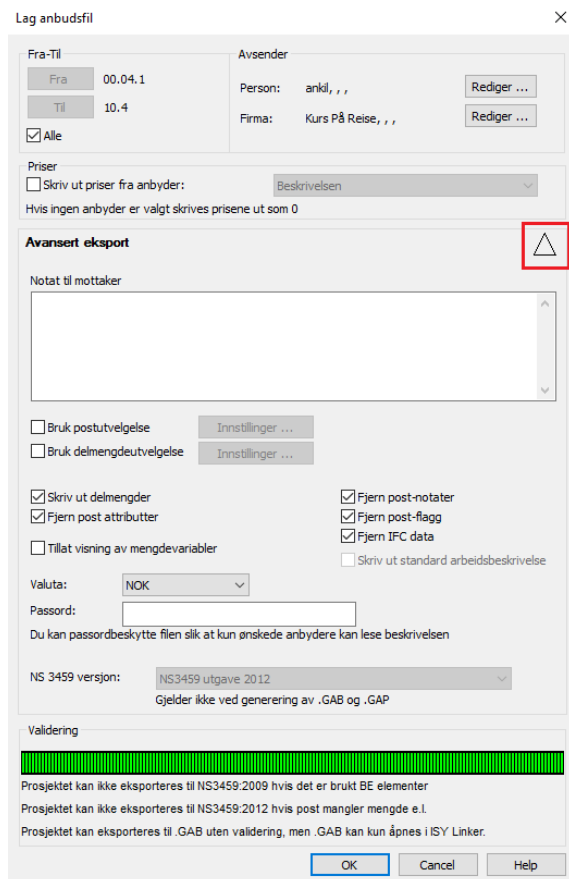 Lag anbudsfil
Fra-Til
Fra 00.04.1
Til 10.4
Alle
Avsender
Person: ankil, , , Rediger ...
Firma: Kurs På Reise, , , Rediger ...
Priser
Skriv ut priser fra anbyder: Beskrivelsen
Hvis ingen anbyder er valgt skrives prisene ut som 0
Avansert eksport
Notat til mottaker
Bruk postutvelgelse Innstillinger ...
Bruk delmengdeutvelgelse Innstillinger ...
Skriv ut delmengder
Fjern post attributter
Tillat visning av mengdevariabler
Fjern post-notater
Fjern post-flagg
Fjern IFC data
Skriv ut standard arbeidsbeskrivelse
Valuta: NOK
Passord:
Du kan passordbeskytte filen slik at kun ønskede anbydere kan lese beskrivelsen
NS 3459 versjon: NS3459 utgave 2012
Gjelder ikke ved generering av .GAB og .GAP
Validering
Prosjektet kan ikke eksporteres til NS3459:2009 hvis det er brukt BE elementer
Prosjektet kan ikke eksporteres til NS3459:2012 hvis post mangler mengde e.l.
Prosjektet kan eksporteres til .GAB uten validering, men .GAB kan kun åpnes i ISY Linker.
OK Cancel Help